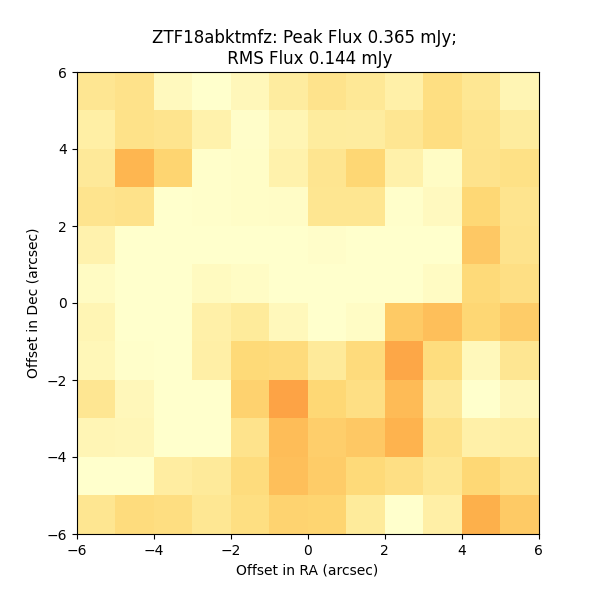 ZTF18abktmfz: Peak Flux 0.365 mJy;
RMS Flux 0.144 mJy
6
4
2
0
−2
−4
−6
Offset in Dec (arcsec)
−6 −4 −2 0 2 4 6
Offset in RA (arcsec)